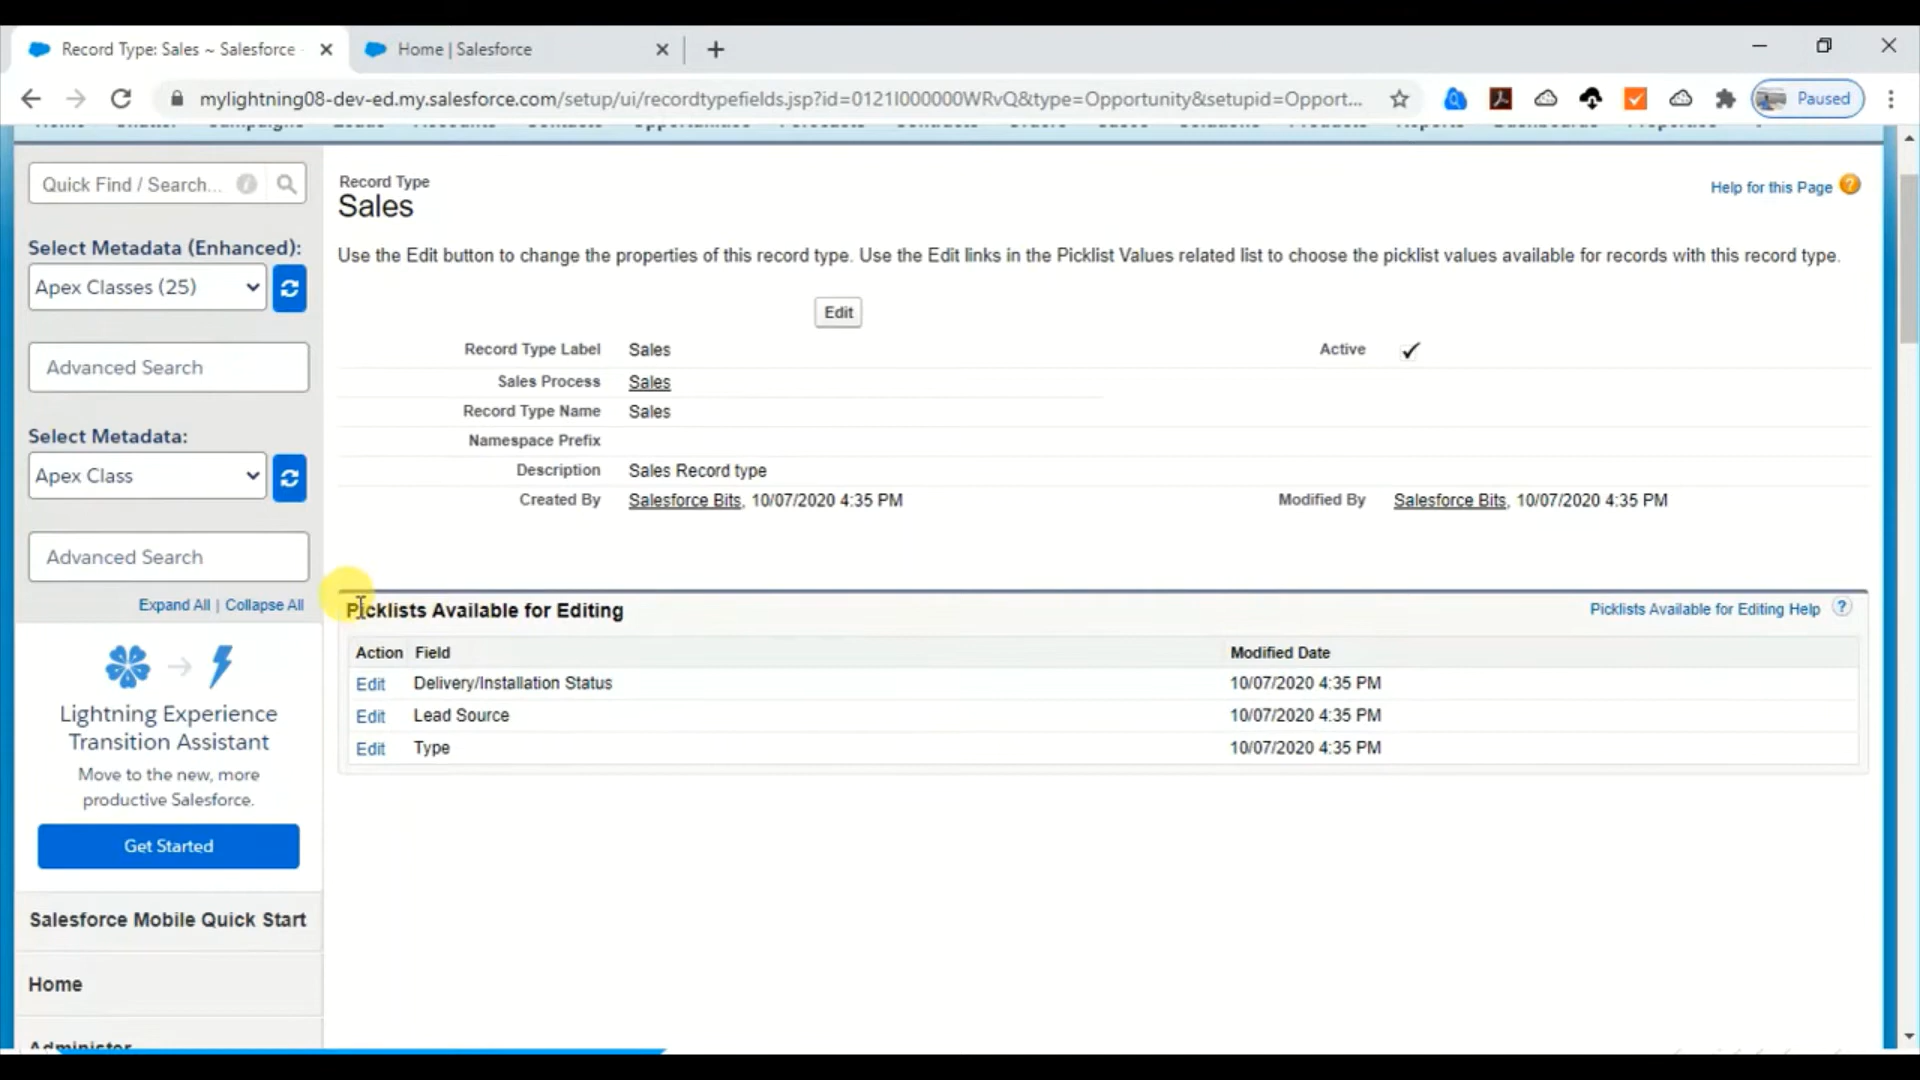 Record Type: Sales ~ Salesforce
Home | Salesforce
mylightning08-dev-ed.my.salesforce.com/setup/ui/recordtypefields.jsp?id=0121I000000WRvQ&type=Opportunity&setupid=Opport...
Paused
Quick Find / Search...
Select Metadata (Enhanced):
Apex Classes (25)
Advanced Search
Select Metadata:
Apex Class
Advanced Search
Expand All | Collapse All
Lightning Experience
Transition Assistant
Move to the new, more
productive Salesforce.
Get Started
Salesforce Mobile Quick Start
Home
Administer
Record Type
Sales
Help for this Page
Use the Edit button to change the properties of this record type. Use the Edit links in the Picklist Values related list to choose the picklist values available for records with this record type.
Edit
Record Type Label Sales Active
Sales Process Sales
Record Type Name Sales
Namespace Prefix
Description Sales Record type
Created By Salesforce Bits, 10/07/2020 4:35 PM Modified By Salesforce Bits, 10/07/2020 4:35 PM
Picklists Available for Editing Picklists Available for Editing Help ?
Action Field Modified Date
Edit Delivery/Installation Status 10/07/2020 4:35 PM
Edit Lead Source 10/07/2020 4:35 PM
Edit Type 10/07/2020 4:35 PM